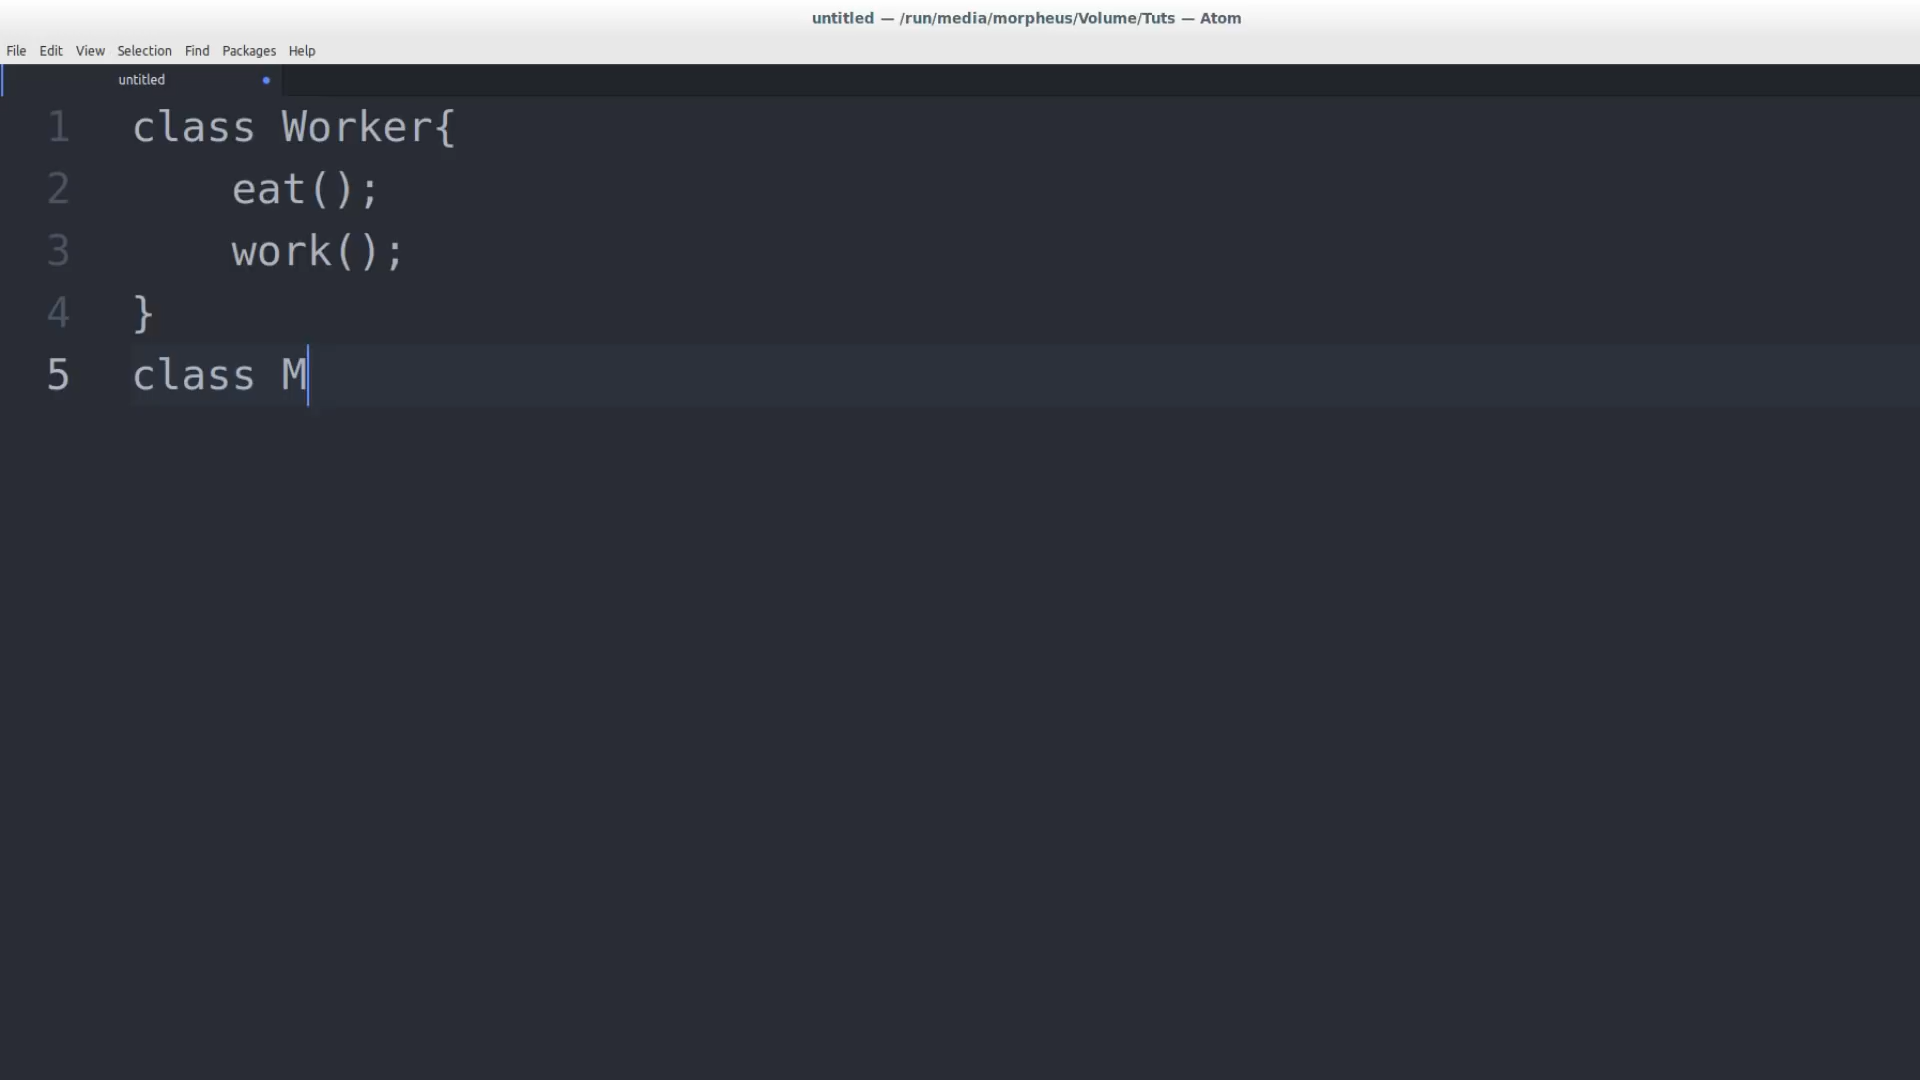 untitled — /run/media/morpheus/Volume/Tuts — Atom
File Edit View Selection Find Packages Help
untitled
1 class Worker{
2     eat();
3     work();
4 }
5 class M